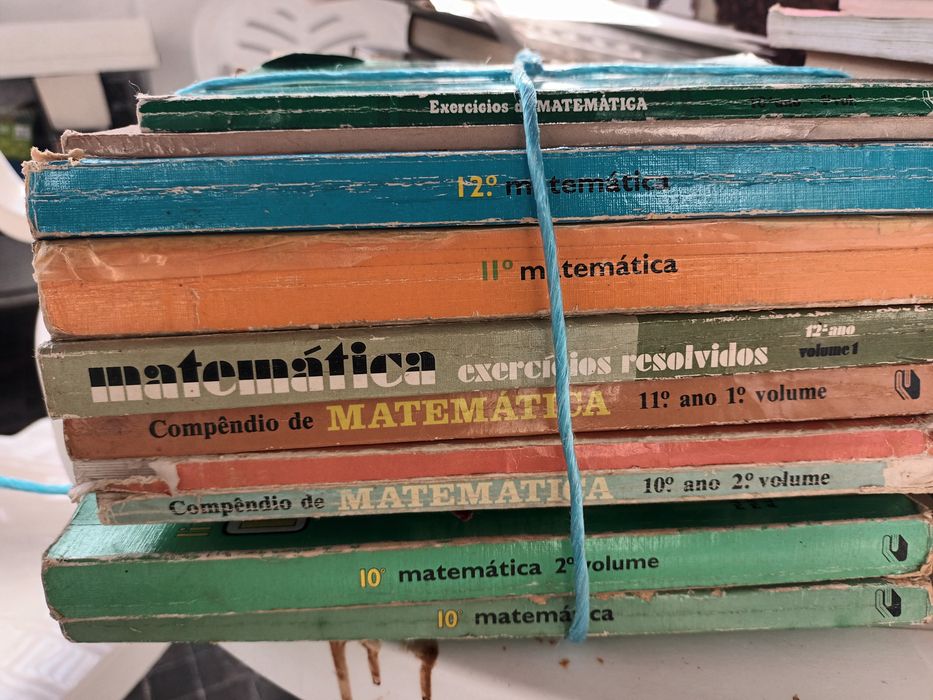 Exercícios de MATEMÁTICA
12º matemática
11º matemática
matemática exercícios resolvidos 12º ano
volume 1
Compêndio de MATEMÁTICA 11º ano 1º volume
Compêndio de MATEMÁTICA 10º ano 2º volume
10º matemática 2º volume
10º matemática